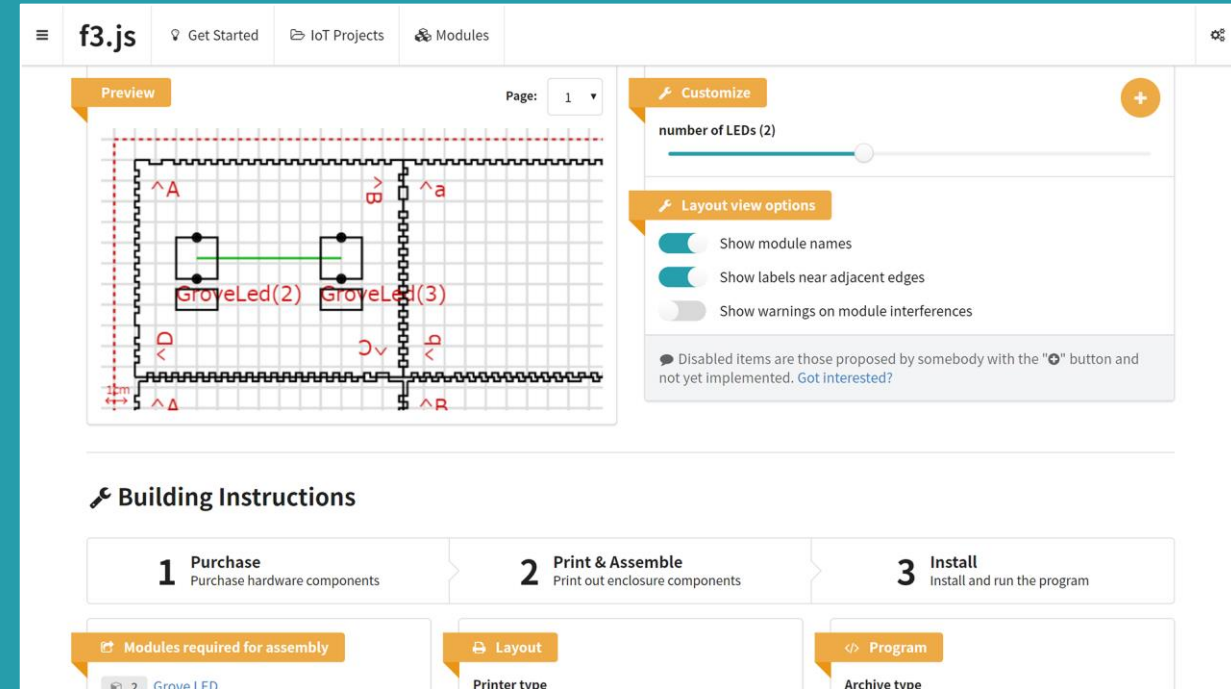 f3.js
Get Started
IoT Projects
Modules
Preview
Page: 1
^A
>B
^a
GroveLed(2)
GroveLed(3)
<D
C>
<b
1cm
^A
^B
Customize
number of LEDs (2)
Layout view options
Show module names
Show labels near adjacent edges
Show warnings on module interferences
Disabled items are those proposed by somebody with the "+" button and
not yet implemented. Got interested?
Building Instructions
1 Purchase
Purchase hardware components
2 Print & Assemble
Print out enclosure components
3 Install
Install and run the program
Modules required for assembly
2 Grove LED
Layout
Printer type
Program
Archive type